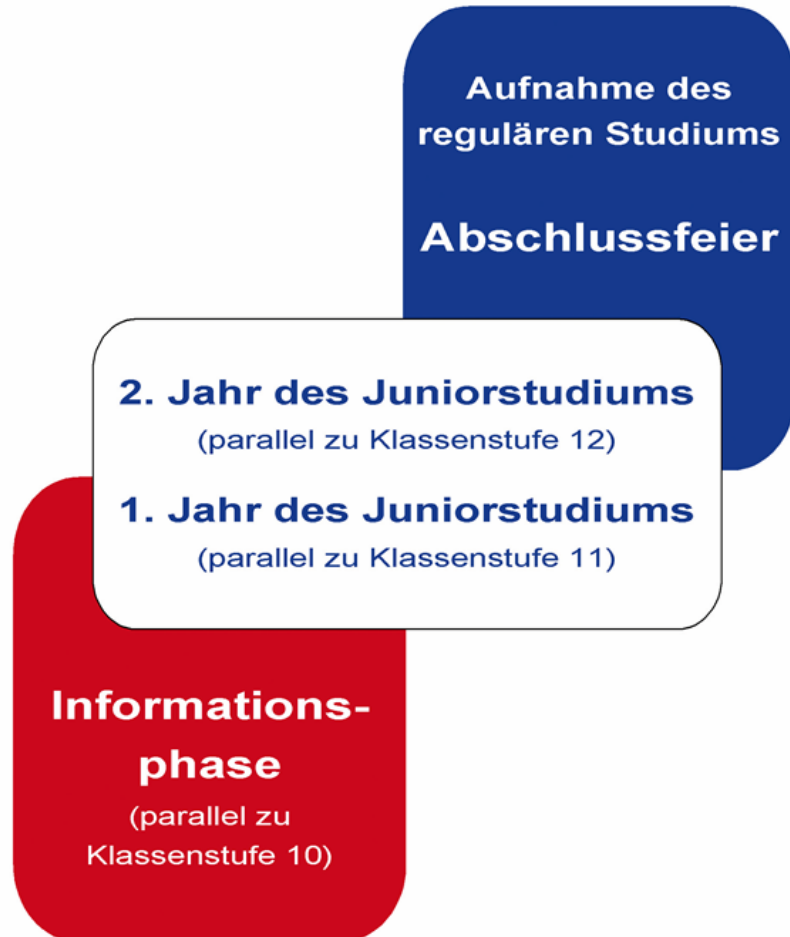 Aufnahme des
regulären Studiums
Abschlussfeier
2. Jahr des Juniorstudiums
(parallel zu Klassenstufe 12)
1. Jahr des Juniorstudiums
(parallel zu Klassenstufe 11)
Informations-
phase
(parallel zu
Klassenstufe 10)